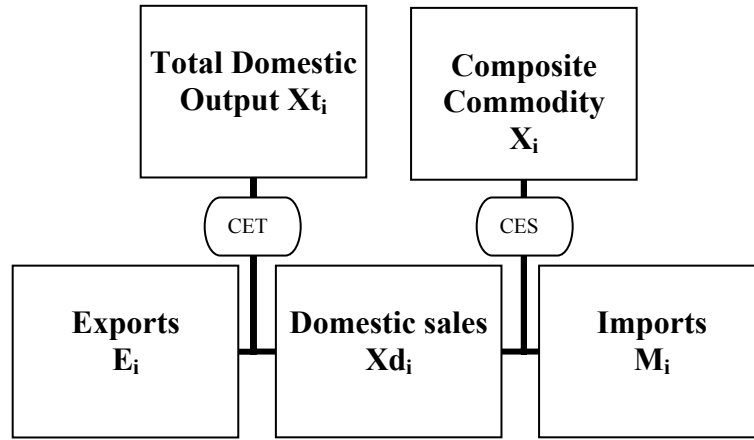 Total Domestic
Output Xtᵢ
Composite
Commodity
Xᵢ
CET
CES
Exports
Eᵢ
Domestic sales
Xdᵢ
Imports
Mᵢ